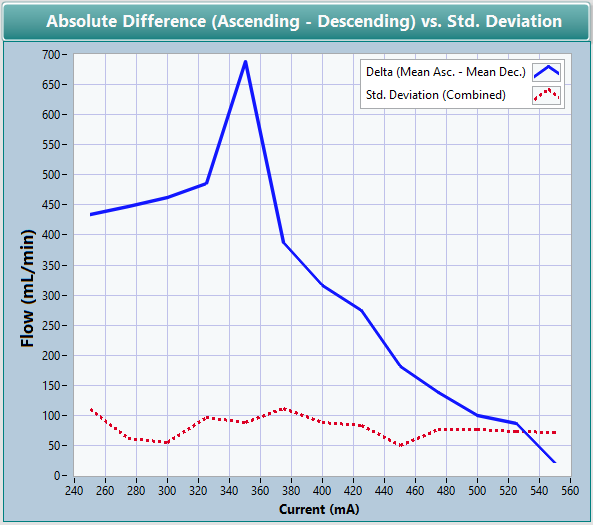 Absolute Difference (Ascending - Descending) vs. Std. Deviation
Delta (Mean Asc. - Mean Dec.)
Std. Deviation (Combined)
Flow (mL/min)
700
650
600
550
500
450
400
350
300
250
200
150
100
50
0
240 260 280 300 320 340 360 380 400 420 440 460 480 500 520 540 560
Current (mA)